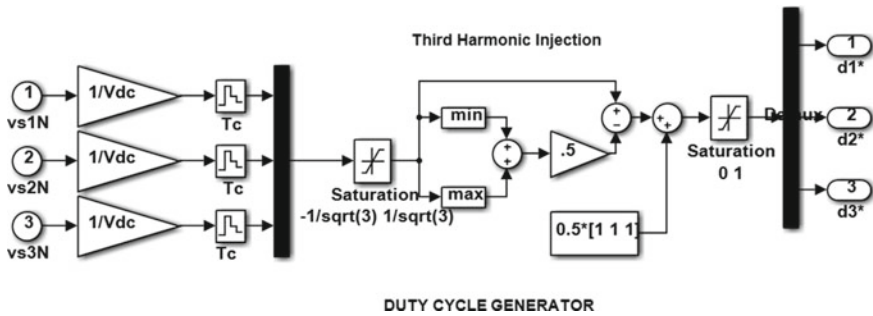 Third Harmonic Injection
1
vs1N
1/Vdc
Tc
2
vs2N
1/Vdc
Tc
3
vs3N
1/Vdc
Tc
Saturation
-1/sqrt(3) 1/sqrt(3)
min
max
+
+
.5
+
−
0.5*[1 1 1]
+
+
Saturation
0 1
Demux
1
d1*
2
d2*
3
d3*
DUTY CYCLE GENERATOR